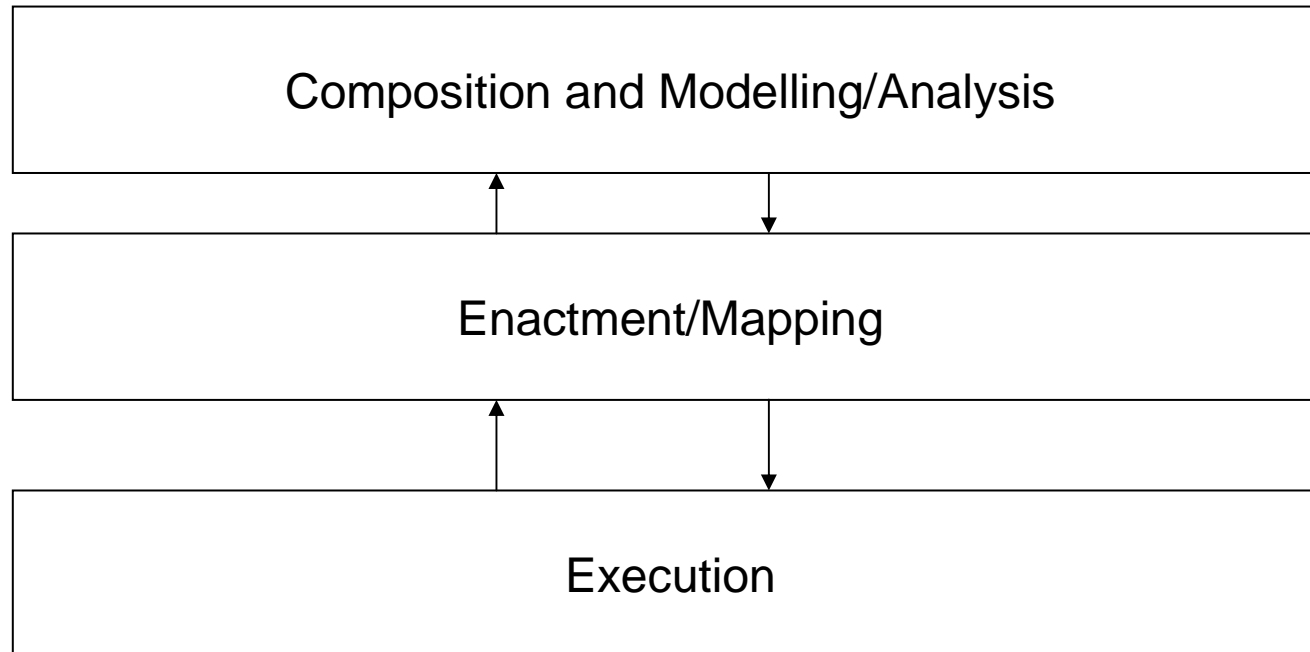 Composition and Modelling/Analysis
Enactment/Mapping
Execution